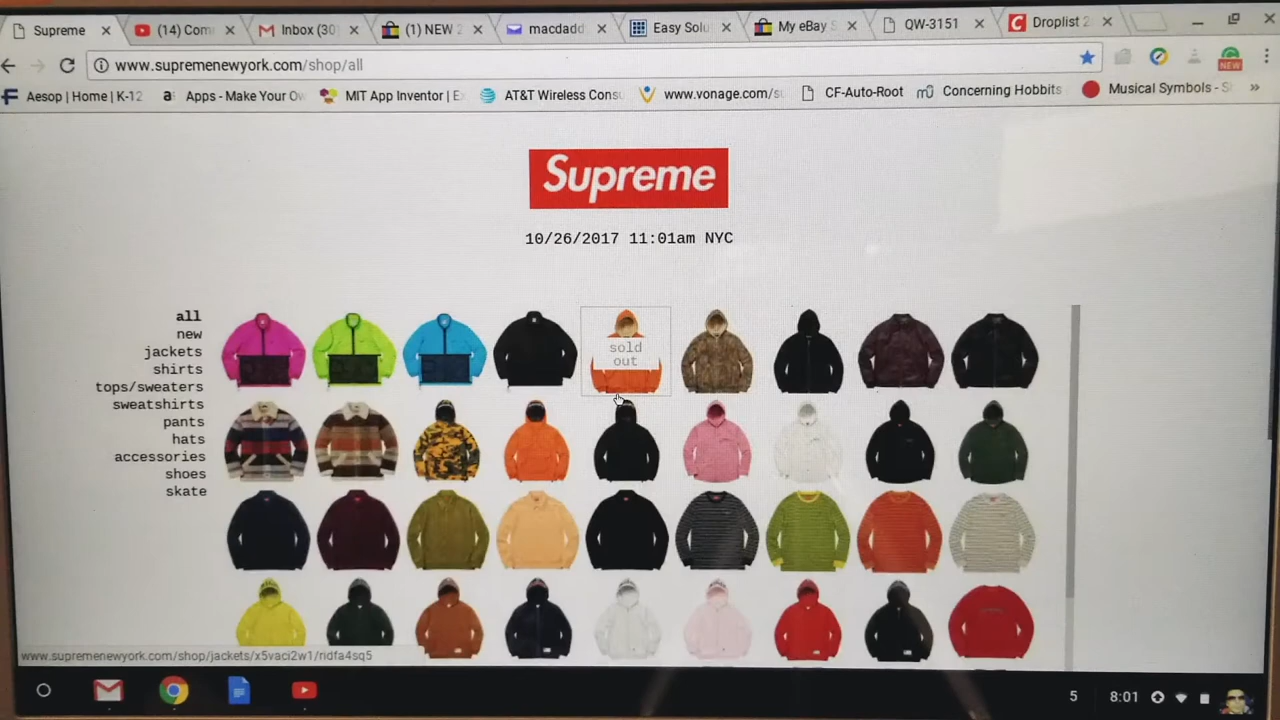 Supreme
(14) Com
Inbox (30)
(1) NEW 2
macdadd
Easy Solu
My eBay S
QW-3151
Droplist 2
www.supremenewyork.com/shop/all
NEW
Aesop | Home | K-12
a:
Apps - Make Your Ow
MIT App Inventor | E
AT&T Wireless Cons
www.vonage.com/su
CF-Auto-Root
Concerning Hobbits
Musical Symbols - S
»
Supreme
10/26/2017 11:01am NYC
all
new
jackets
shirts
tops/sweaters
sweatshirts
pants
hats
accessories
shoes
skate
sold
out
www.supremenewyork.com/shop/jackets/x5vaci2w1/ridfa4sq5
5
8:01